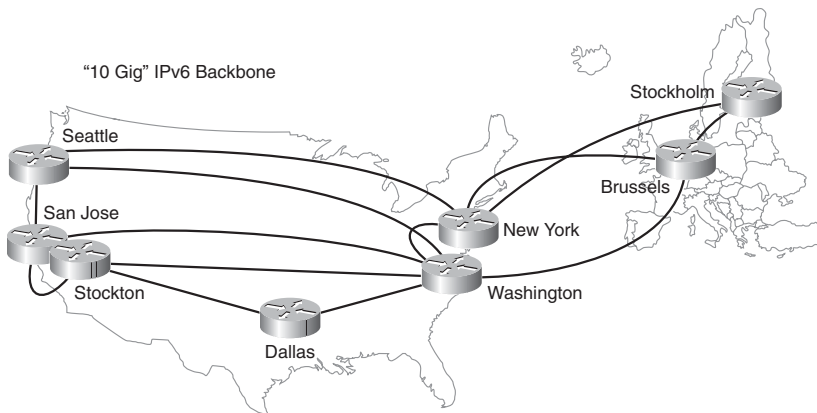 “10 Gig” IPv6 Backbone
Stockholm
Seattle
Brussels
San Jose
New York
Stockton
Washington
Dallas